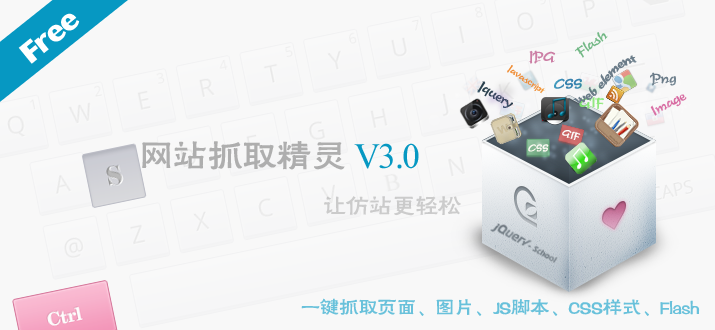 Free
网站抓取精灵 V3.0
让仿站更轻松
一键抓取页面、图片、JS脚本、CSS样式、Flash
JPG
Flash
Javascript
CSS
web element
Png
Jquery
GIF
Image
GIF
CSS
jQuery-School
S
Ctrl
Q W E R T Y U I O P
A F G H J CAPS
@ Z X C V B N